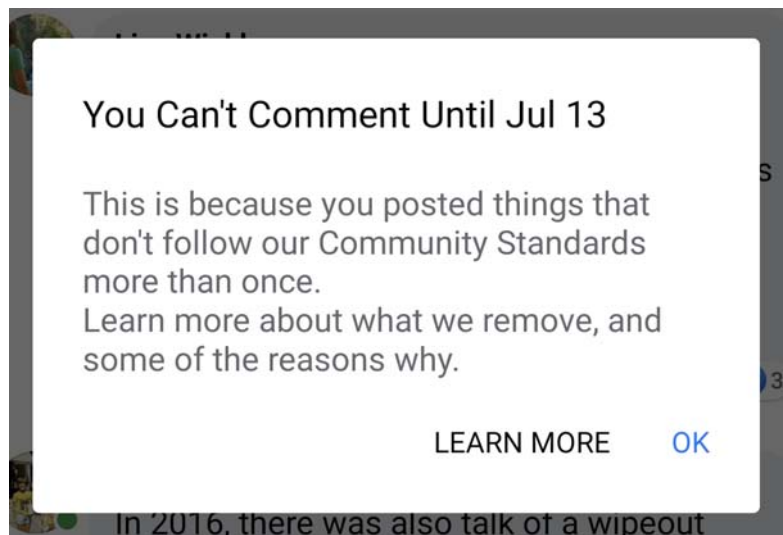 You Can't Comment Until Jul 13
s
This is because you posted things that
don't follow our Community Standards
more than once.
Learn more about what we remove, and
some of the reasons why.
3
LEARN MORE OK
In 2016, there was also talk of a wipeout